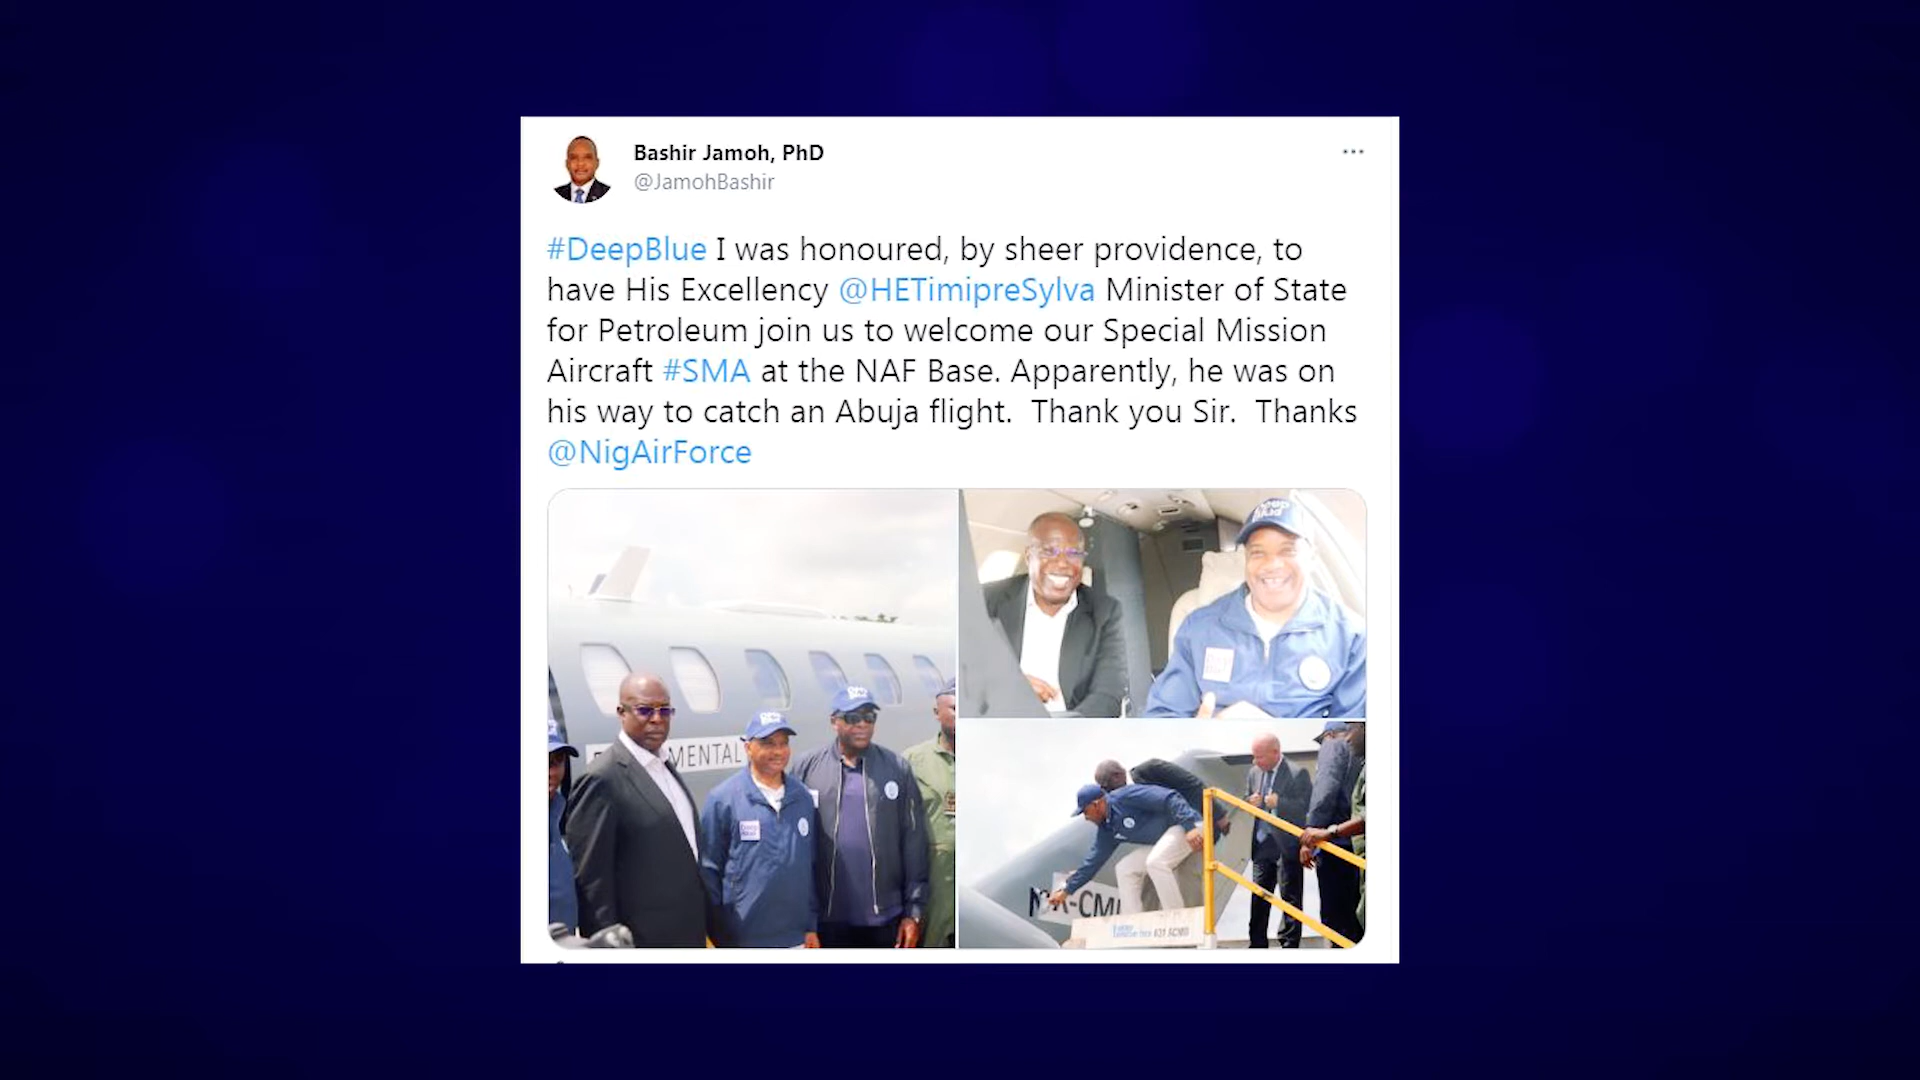 Bashir Jamoh, PhD
@JamohBashir
#DeepBlue I was honoured, by sheer providence, to
have His Excellency @HETimipreSylva Minister of State
for Petroleum join us to welcome our Special Mission
Aircraft #SMA at the NAF Base. Apparently, he was on
his way to catch an Abuja flight.  Thank you Sir.  Thanks
@NigAirForce
MENTAL